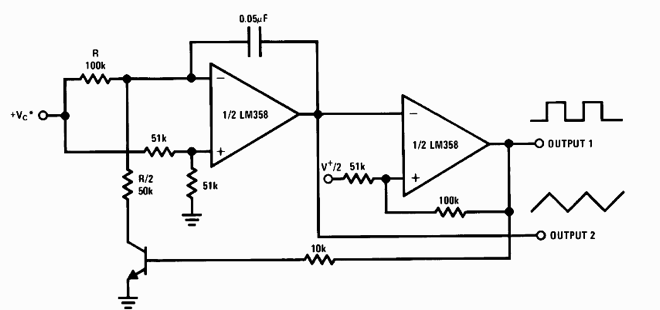 0.05µF
R
100k
+VC*
1/2 LM358
1/2 LM358
51k
51k
R/2
50k
V+/2
51k
100k
10k
OUTPUT 1
OUTPUT 2